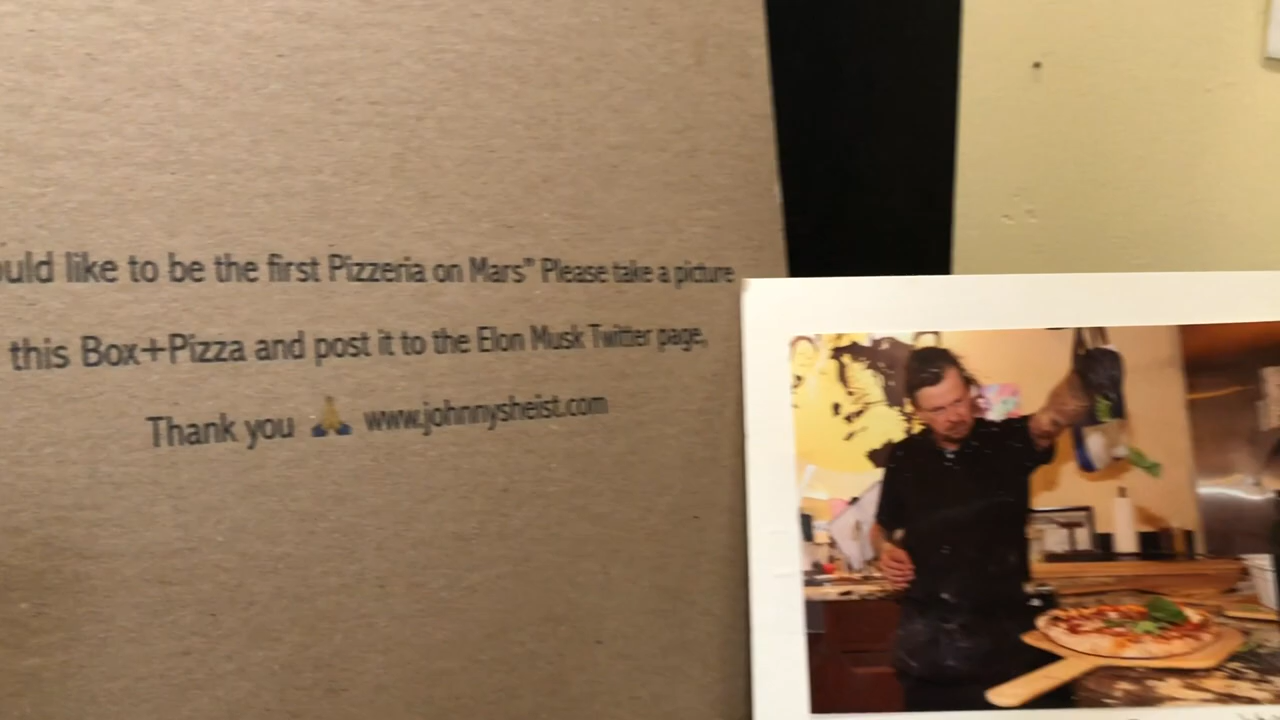 ould like to be the first Pizzeria on Mars” Please take a picture
this Box+Pizza and post it to the Elon Musk Twitter page,
Thank you 🙏 www.johnnysheist.com